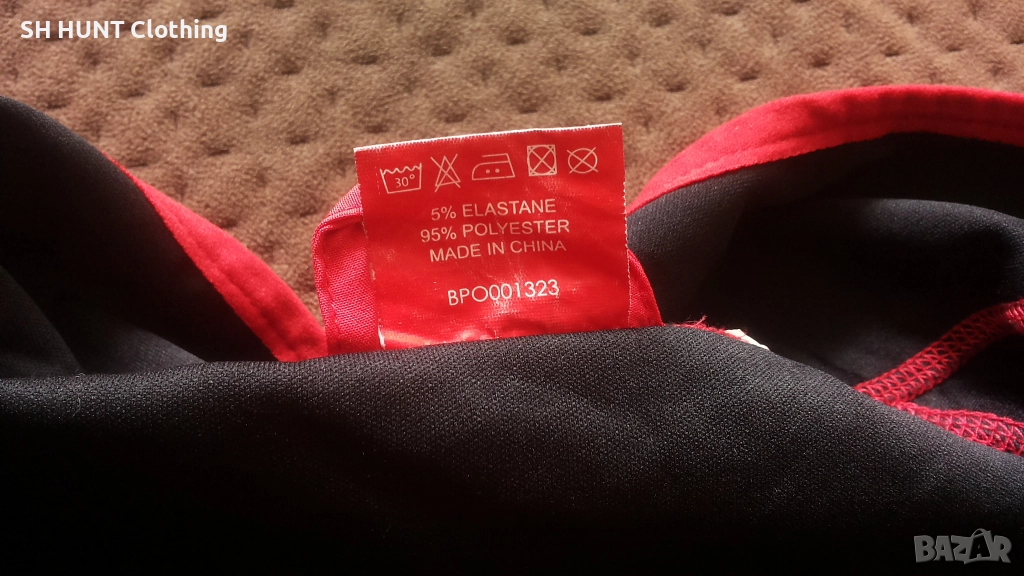 SH HUNT Clothing
30°
5% ELASTANE
95% POLYESTER
MADE IN CHINA
BPO001323
BAZAR